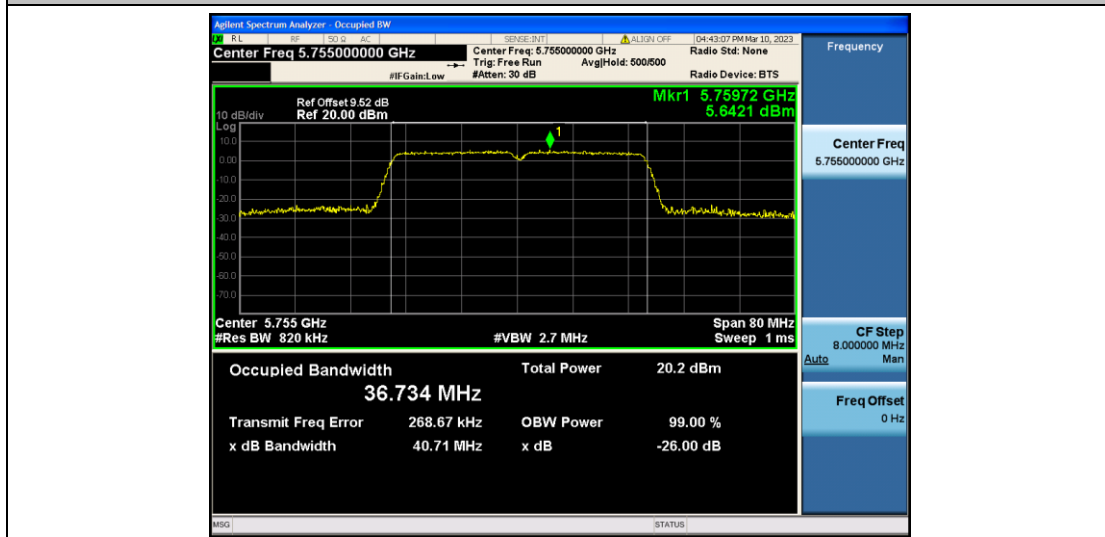 Agilent Spectrum Analyzer - Occupied BW
RL RF 50 Ω AC SENSE:INT ALIGN OFF 04:43:07 PM Mar 10, 2023
Center Freq 5.755000000 GHz
Center Freq: 5.755000000 GHz
Radio Std: None
Trig: Free Run Avg|Hold: 500/500
#IFGain:Low #Atten: 30 dB Radio Device: BTS
Frequency
Mkr1 5.75972 GHz
5.6421 dBm
Ref Offset 9.52 dB
10 dB/div Ref 20.00 dBm
Log
10.0
0.00
-10.0
-20.0
-30.0
-40.0
-50.0
-60.0
-70.0
1
Center Freq
5.755000000 GHz
Center 5.755 GHz Span 80 MHz
#Res BW 820 kHz #VBW 2.7 MHz Sweep 1 ms
CF Step
8.000000 MHz
Auto Man
Occupied Bandwidth Total Power 20.2 dBm
36.734 MHz
Freq Offset
0 Hz
Transmit Freq Error 268.67 kHz OBW Power 99.00 %
x dB Bandwidth 40.71 MHz x dB -26.00 dB
MSG STATUS